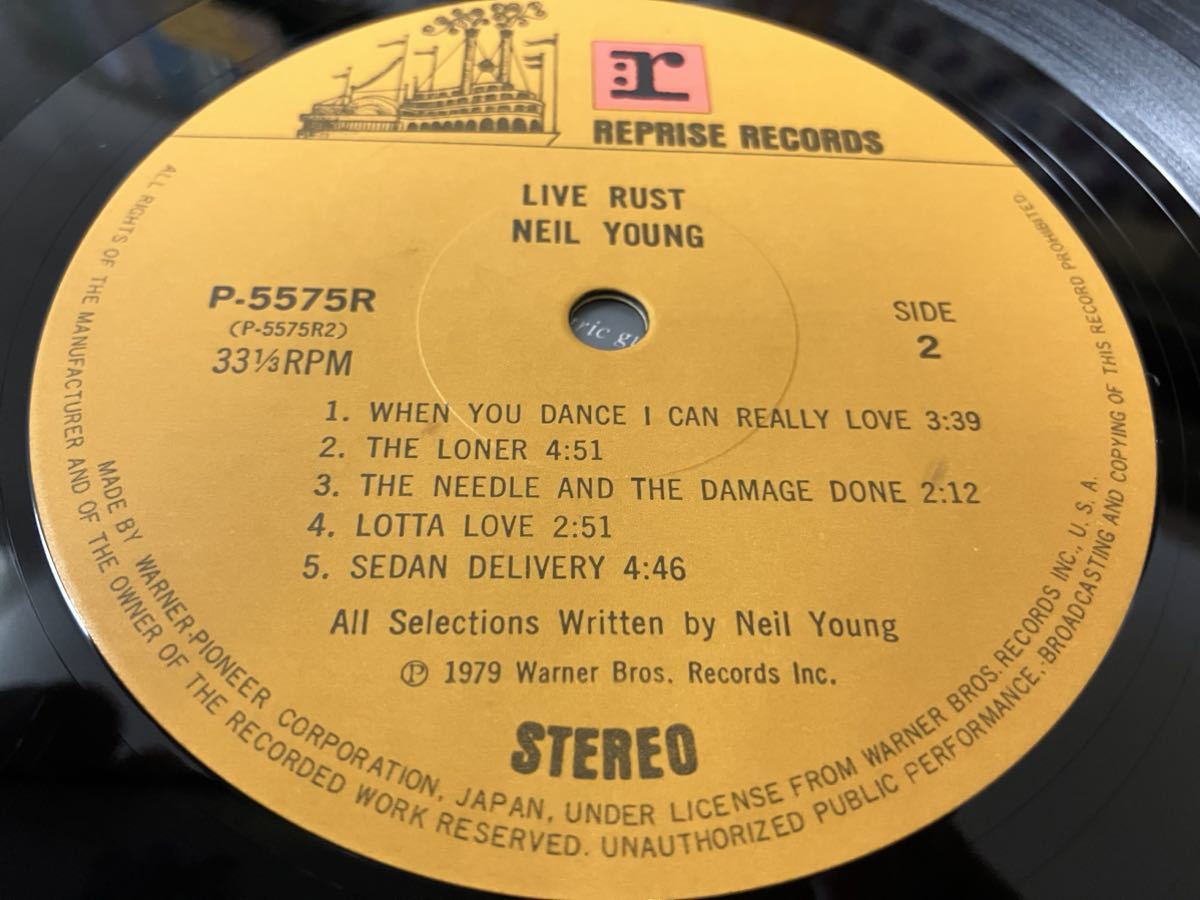 r
REPRISE RECORDS
LIVE RUST
NEIL YOUNG
P-5575R
(P-5575R2)
33⅓RPM
SIDE
2
ric gu
1. WHEN YOU DANCE I CAN REALLY LOVE 3:39
2. THE LONER 4:51
3. THE NEEDLE AND THE DAMAGE DONE 2:12
4. LOTTA LOVE 2:51
5. SEDAN DELIVERY 4:46
All Selections Written by Neil Young
Ⓟ 1979 Warner Bros. Records Inc.
STEREO
MADE BY WARNER-PIONEER CORPORATION, JAPAN, UNDER LICENSE FROM WARNER BROS. RECORDS INC., U. S. A.
ALL RIGHTS OF THE MANUFACTURER AND OF THE OWNER OF THE RECORDED WORK RESERVED. UNAUTHORIZED PUBLIC PERFORMANCE, BROADCASTING AND COPYING OF THIS RECORD PROHIBITED.